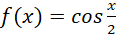 f(x) = cos x/2